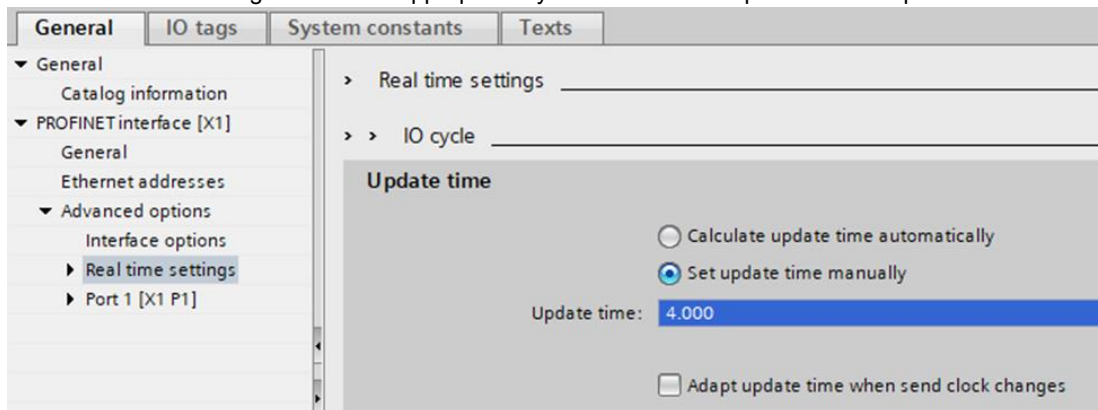 General IO tags System constants Texts
General
Catalog information
PROFINET interface [X1]
General
Ethernet addresses
Advanced options
Interface options
Real time settings
Port 1 [X1 P1]
Real time settings
IO cycle
Update time
Calculate update time automatically
Set update time manually
Update time: 4.000
Adapt update time when send clock changes